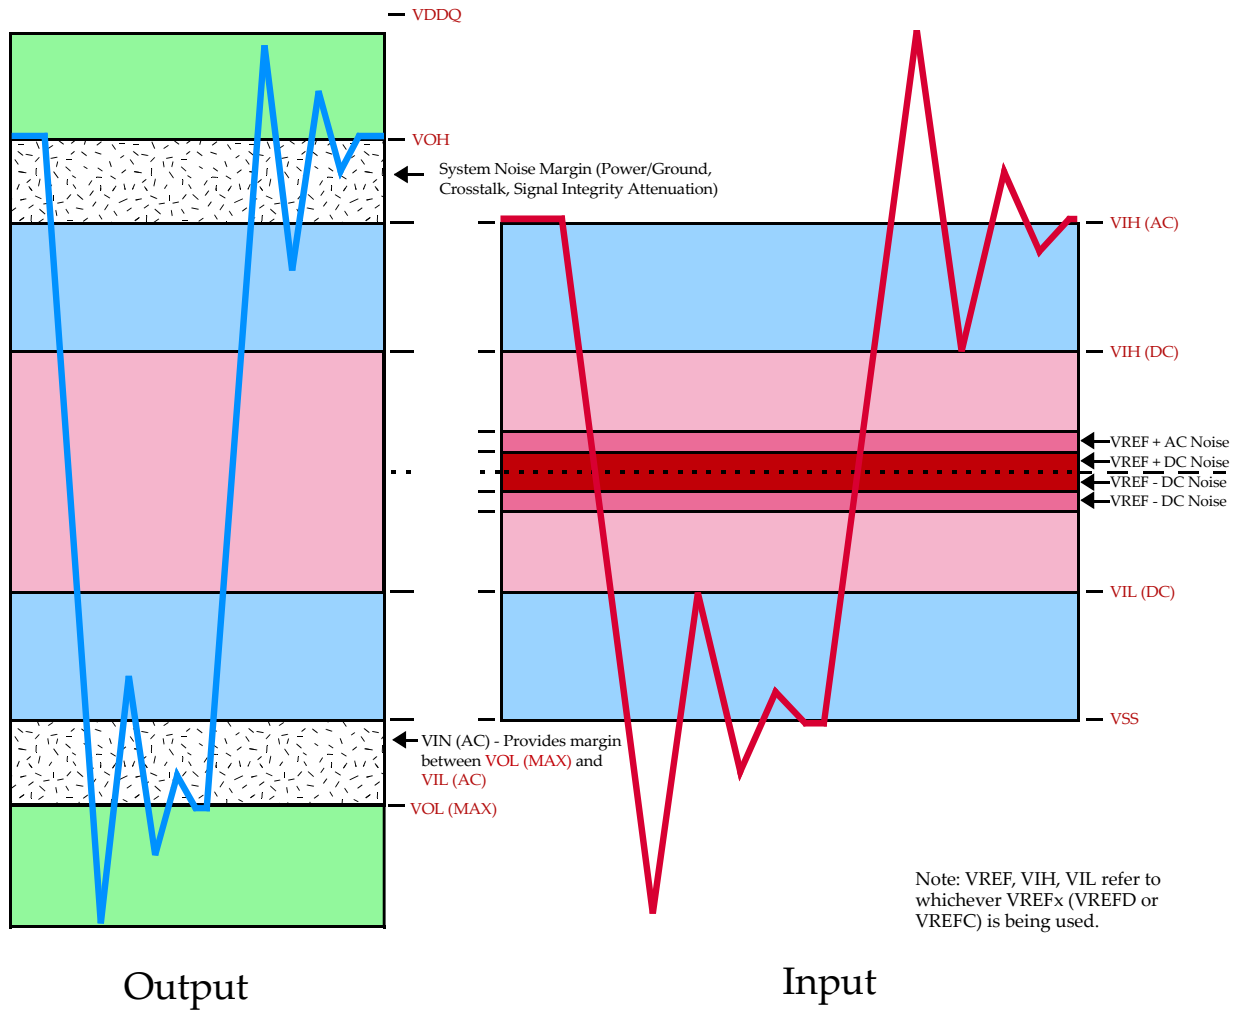 VDDQ
VOH
System Noise Margin (Power/Ground,
Crosstalk, Signal Integrity Attenuation)
VIH (AC)
VIH (DC)
VREF + AC Noise
VREF + DC Noise
VREF - DC Noise
VREF - DC Noise
VIL (DC)
VSS
VIN (AC) - Provides margin
between VOL (MAX) and
VIL (AC)
VOL (MAX)
Note: VREF, VIH, VIL refer to
whichever VREFx (VREFD or
VREFC) is being used.
Output
Input